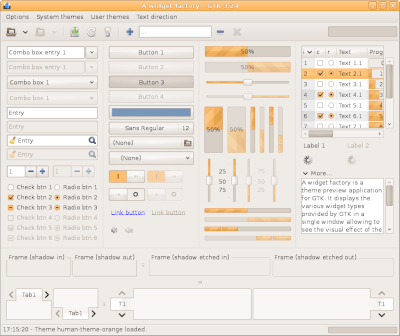 A widget factory - GTK 3.2.3
Options System themes User themes Text direction
Combo box entry 1
Combo box entry 2
Combo box 1
Combo box 1
Entry
Entry
Entry
Entry
1 1
Check btn 1 Radio btn 1
Check btn 2 Radio btn 2
Check btn 3 Radio btn 3
Check btn 4 Radio btn 4
Check btn 5 Radio btn 5
Check btn 6 Radio btn 6
Button 1
Button 2
Button 3
Button 4
Sans Regular 12
(None)
(None)
Link button Link button
50%
50%
50% 50%
25 25
50 50
75 75
Text Prog
1 Text 1.1
2 Text 2.1
3 Text 3.1
4 Text 4.1
5 Text 5.1
6 Text 6.1
7 Text 7.1
Label 1 Label 2
More...
A widget factory is a
theme preview application
for GTK. It displays the
various widget types
provided by GTK in a
single window allowing to
see the visual effect of the
Frame (shadow in) Frame (shadow out) Frame (shadow etched in) Frame (shadow etched out)
Tab1 Tab1 T1 T1
17:15:20 - Theme human-theme-orange loaded.